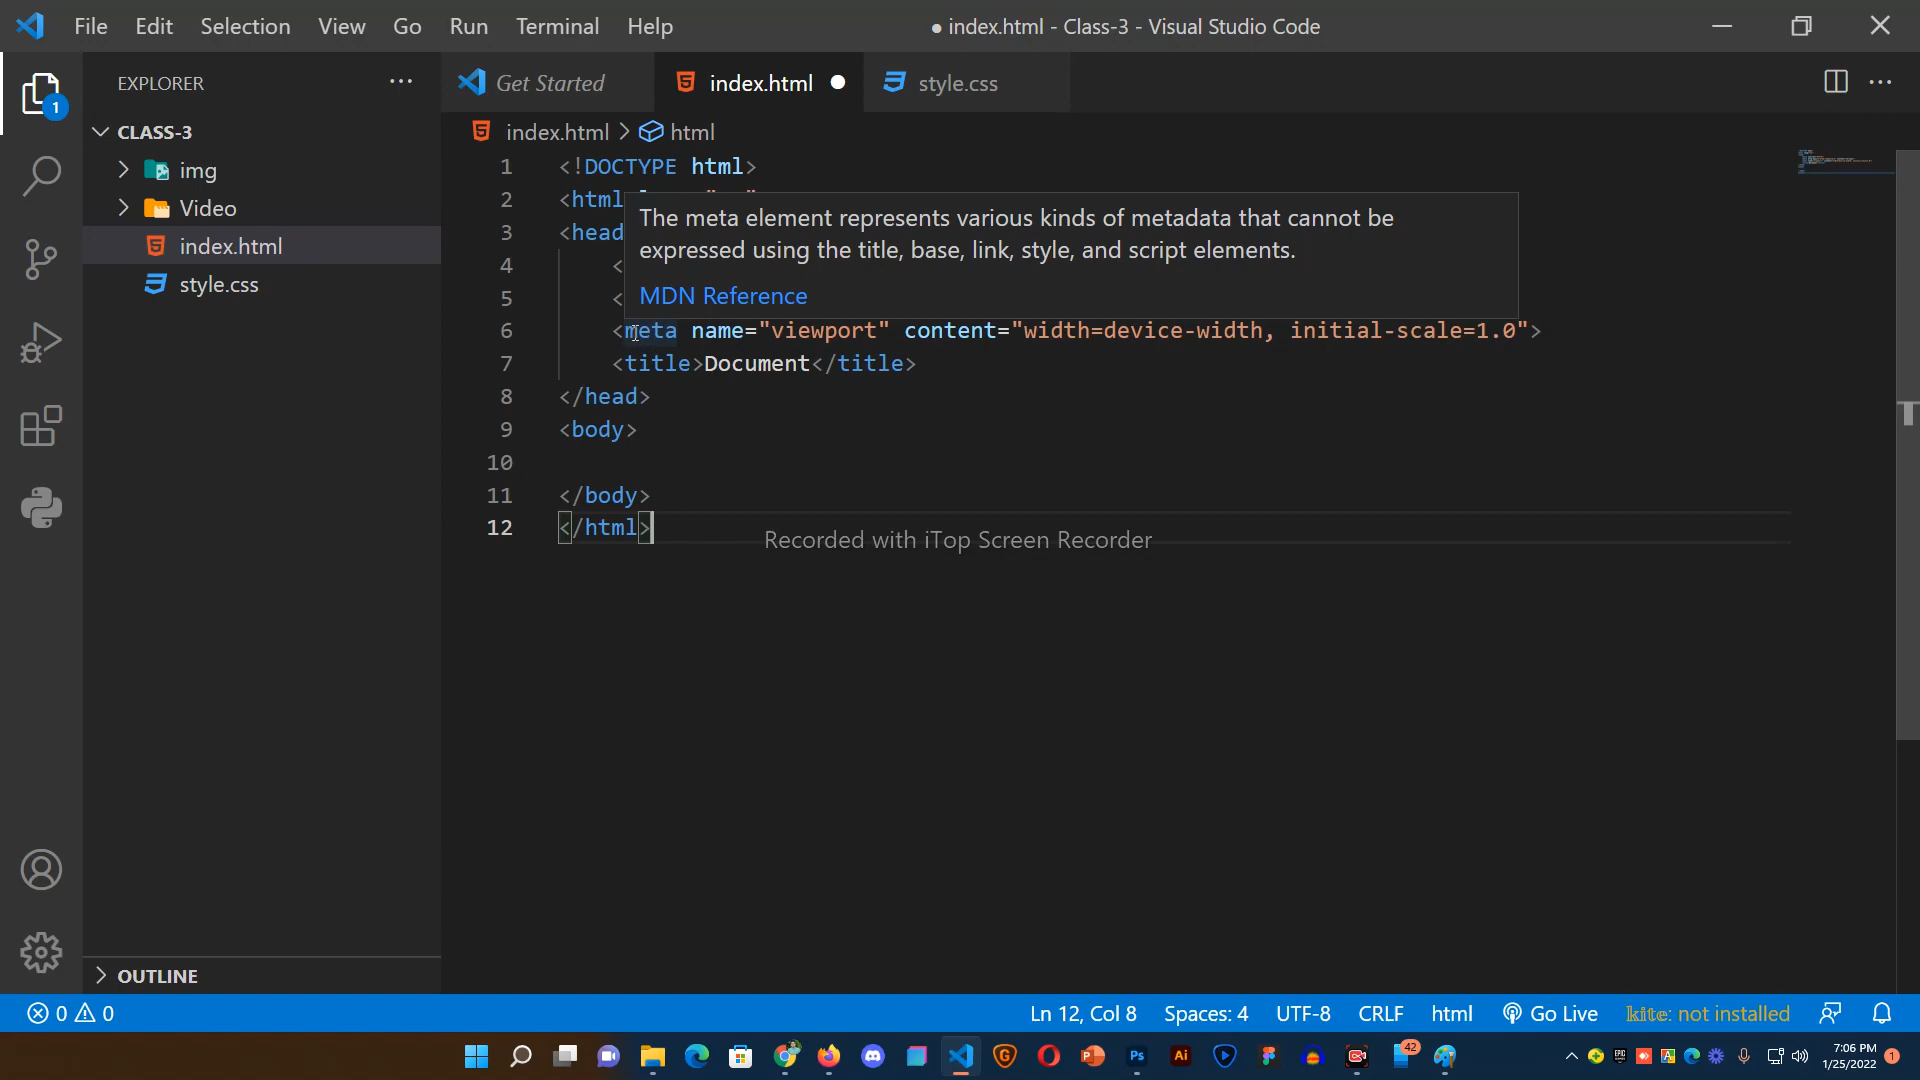 File Edit Selection View Go Run Terminal Help ● index.html - Class-3 - Visual Studio Code
EXPLORER ···
1
CLASS-3
img
Video
index.html
style.css
OUTLINE
Get Started index.html ● style.css
index.html > html
1 <!DOCTYPE html>
2 <html
3 <head
4 <
5 <
The meta element represents various kinds of metadata that cannot be
expressed using the title, base, link, style, and script elements.
MDN Reference
6 <meta name="viewport" content="width=device-width, initial-scale=1.0">
7 <title>Document</title>
8 </head>
9 <body>
10
11 </body>
12 </html>
Recorded with iTop Screen Recorder
0 0 Ln 12, Col 8 Spaces: 4 UTF-8 CRLF html Go Live kite: not installed
42
7:06 PM
1/25/2022
1